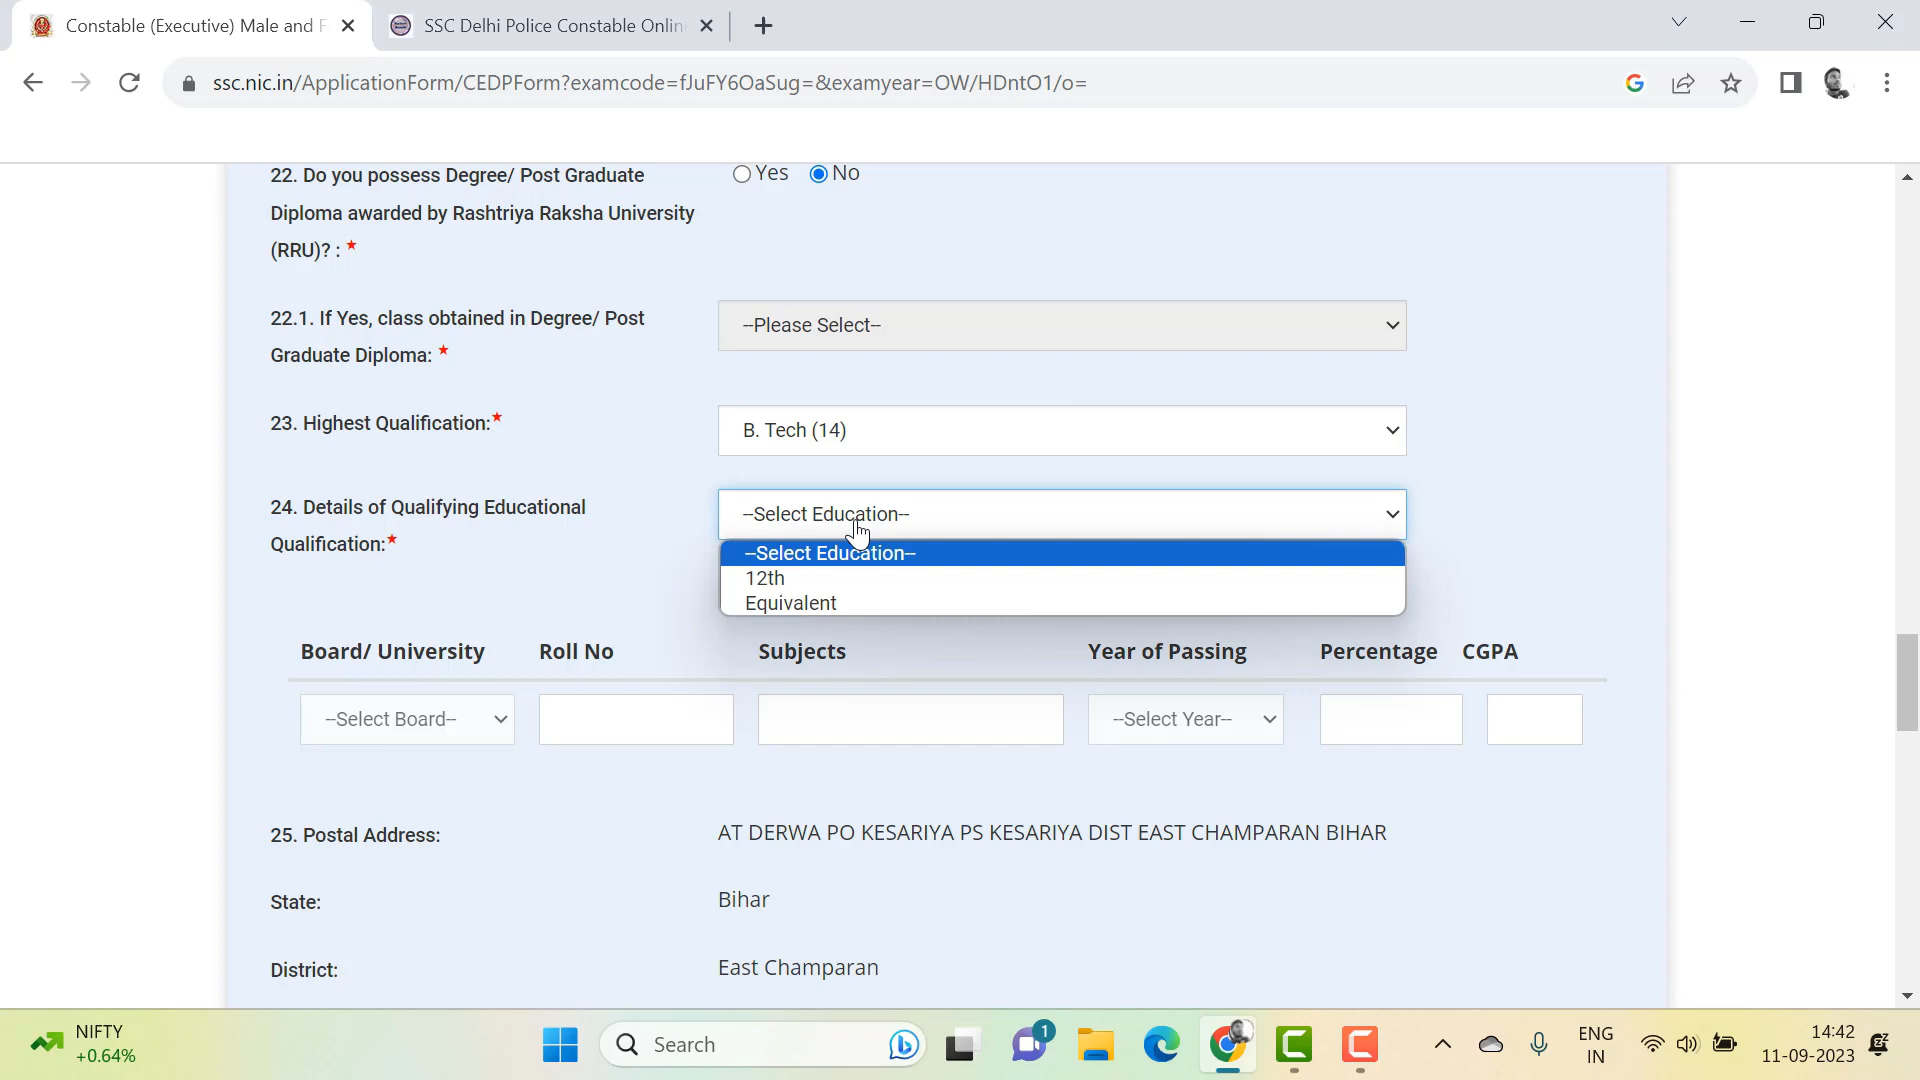 Constable (Executive) Male and F
SSC Delhi Police Constable Onlin
ssc.nic.in/ApplicationForm/CEDPForm?examcode=fJuFY6OaSug=&examyear=OW/HDntO1/o=
22. Do you possess Degree/ Post Graduate
Diploma awarded by Rashtriya Raksha University
(RRU)? : *
Yes No
22.1. If Yes, class obtained in Degree/ Post
Graduate Diploma: *
--Please Select--
23. Highest Qualification:*
B. Tech (14)
24. Details of Qualifying Educational
Qualification:*
--Select Education--
--Select Education--
12th
Equivalent
Board/ University Roll No Subjects Year of Passing Percentage CGPA
--Select Board-- --Select Year--
25. Postal Address: AT DERWA PO KESARIYA PS KESARIYA DIST EAST CHAMPARAN BIHAR
State: Bihar
District: East Champaran
NIFTY
+0.64%
Search
1
ENG
IN
14:42
11-09-2023